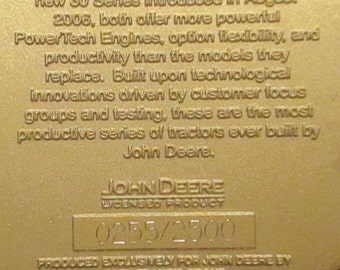 new 30 Series introduced in August
2006, both offer more powerful
PowerTech Engines, option flexibility, and
productivity than the models they
replace. Built upon technological
innovations driven by customer focus
groups and testing, these are the most
productive series of tractors ever built by
John Deere.
JOHN DEERE
LICENSED PRODUCT
0255/2500
PRODUCED EXCLUSIVELY FOR JOHN DEERE BY